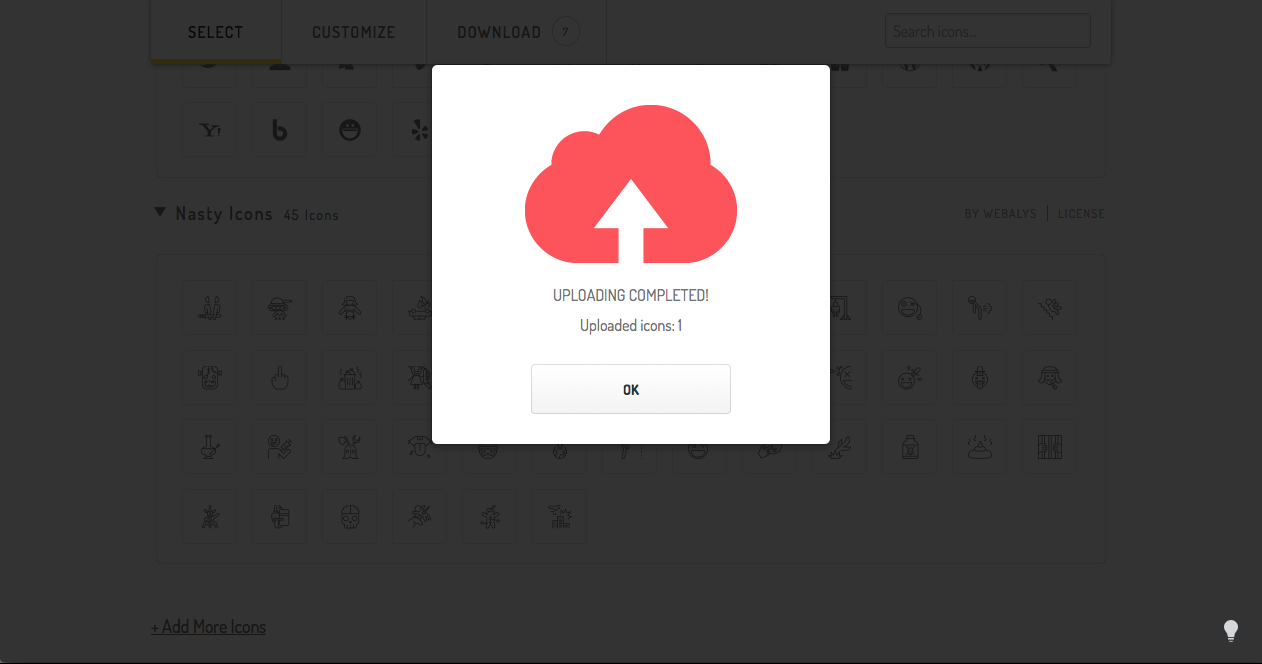 SELECT
CUSTOMIZE
DOWNLOAD 7
Search icons...
Nasty Icons 45 Icons
BY WEBALYS | LICENSE
UPLOADING COMPLETED!
Uploaded icons: 1
OK
+ Add More Icons